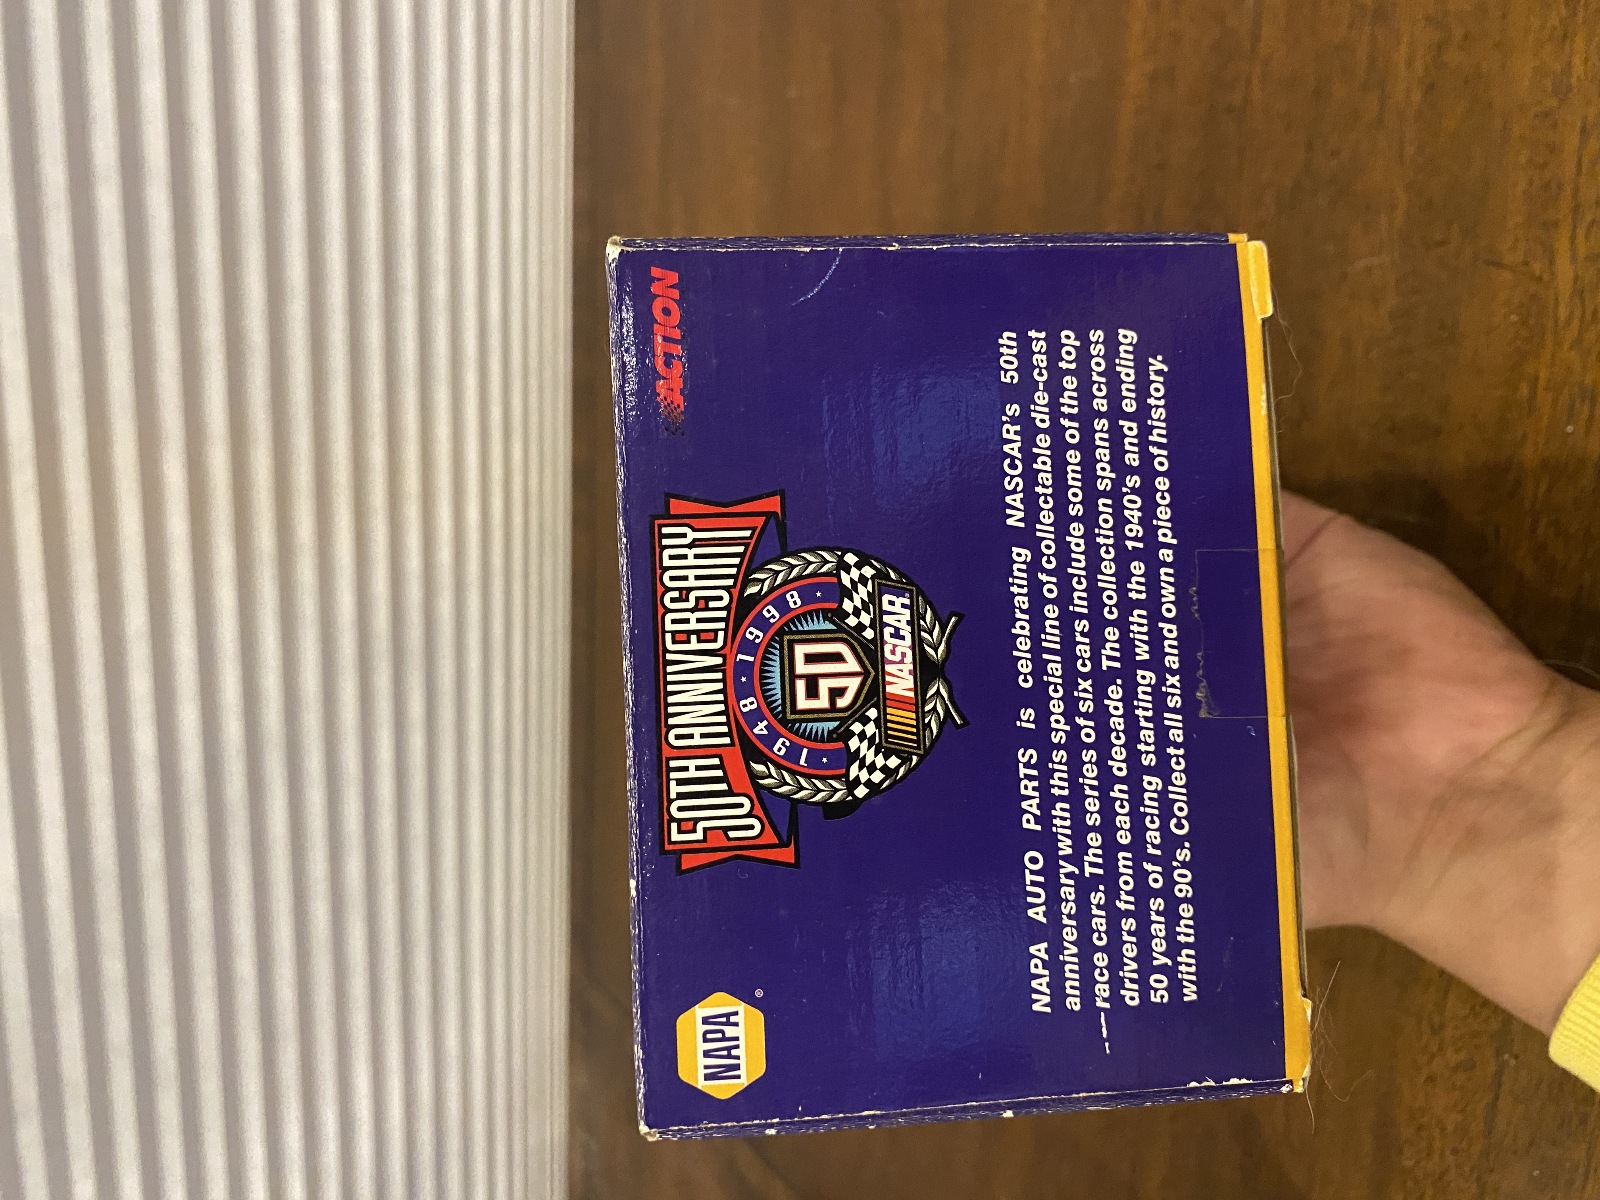 NAPA
®
50TH ANNIVERSARY
1948 · 1998
50
NASCAR
ACTION
NAPA AUTO PARTS is celebrating NASCAR's 50th
anniversary with this special line of collectable die-cast
race cars. The series of six cars include some of the top
drivers from each decade. The collection spans across
50 years of racing starting with the 1940's and ending
with the 90's. Collect all six and own a piece of history.